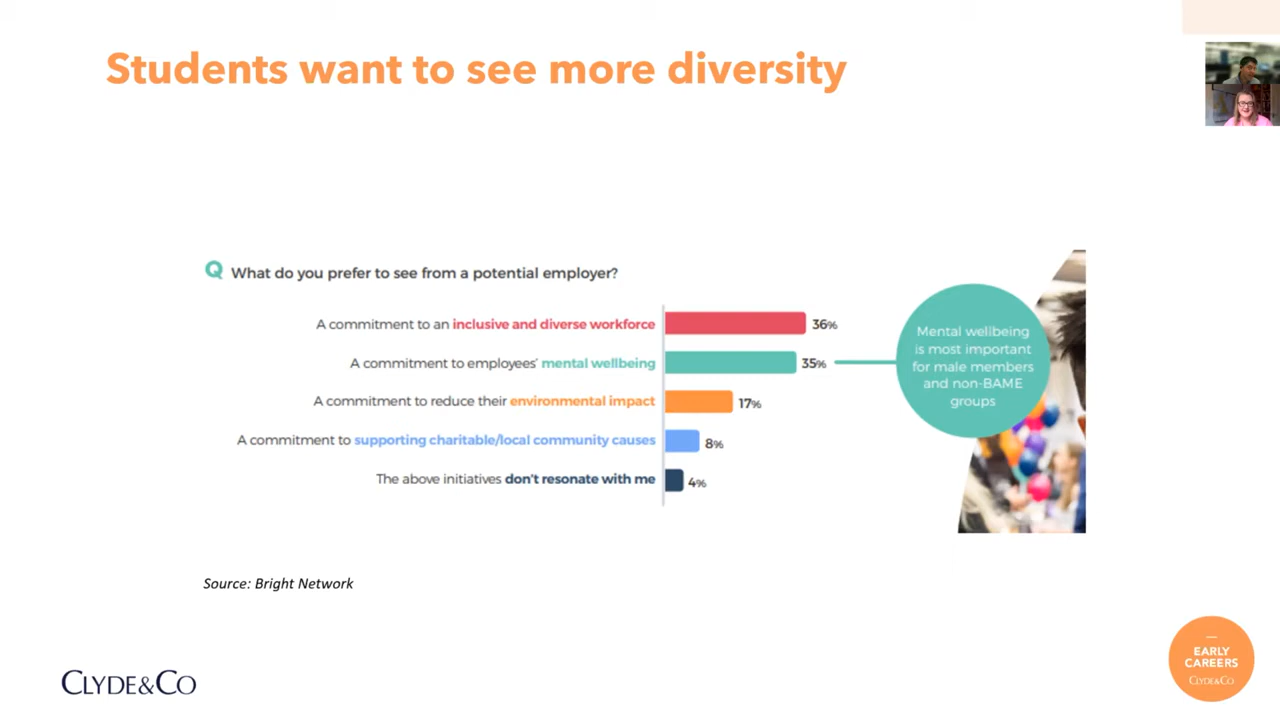 Students want to see more diversity
Q What do you prefer to see from a potential employer?
A commitment to an inclusive and diverse workforce 36%
A commitment to employees' mental wellbeing 35%
A commitment to reduce their environmental impact 17%
A commitment to supporting charitable/local community causes 8%
The above initiatives don't resonate with me 4%
Mental wellbeing
is most important
for male members
and non-BAME
groups
Source: Bright Network
CLYDE&CO
EARLY
CAREERS
CLYDE&CO